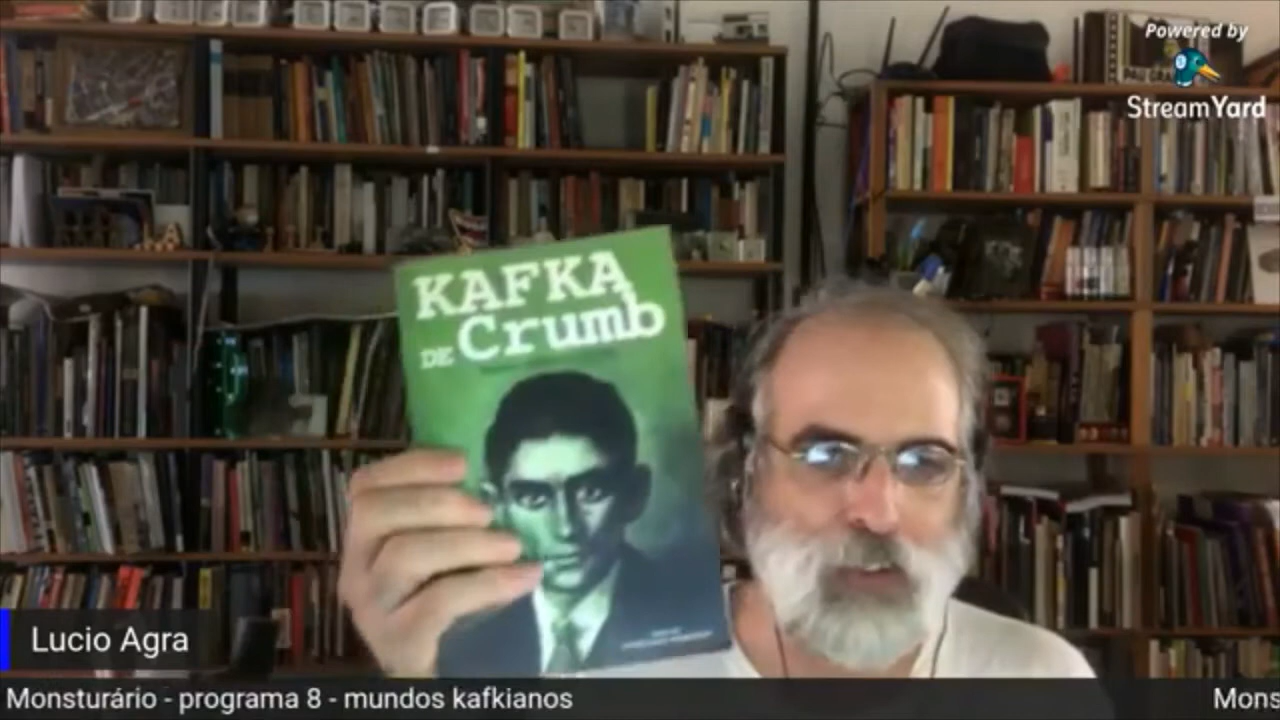 Powered by
StreamYard
KAFKA
DE Crumb
Lucio Agra
Monsturário - programa 8 - mundos kafkianos
Mons